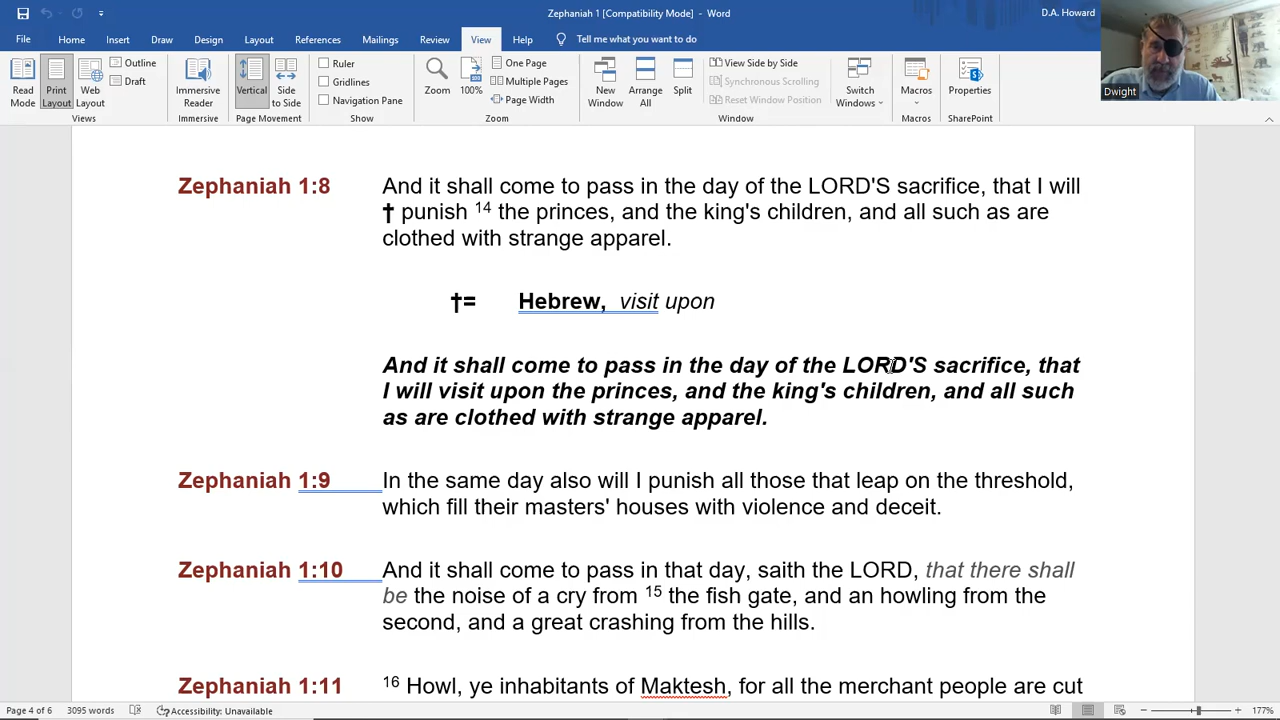 Zephaniah 1 [Compatibility Mode] - Word
D.A. Howard
File Home Insert Draw Design Layout References Mailings Review View Help Tell me what you want to do
Read Mode
Print Layout
Web Layout
Outline
Draft
Views
Immersive Reader
Immersive
Vertical
Side to Side
Page Movement
Ruler
Gridlines
Navigation Pane
Show
Zoom
100%
One Page
Multiple Pages
Page Width
Zoom
New Window
Arrange All
Split
View Side by Side
Synchronous Scrolling
Reset Window Position
Switch Windows
Window
Macros
Macros
Properties
SharePoint
Dwight
Zephaniah 1:8 And it shall come to pass in the day of the LORD'S sacrifice, that I will
† punish 14 the princes, and the king's children, and all such as are
clothed with strange apparel.
†= Hebrew, visit upon
And it shall come to pass in the day of the LORD'S sacrifice, that
I will visit upon the princes, and the king's children, and all such
as are clothed with strange apparel.
Zephaniah 1:9 In the same day also will I punish all those that leap on the threshold,
which fill their masters' houses with violence and deceit.
Zephaniah 1:10 And it shall come to pass in that day, saith the LORD, that there shall
be the noise of a cry from 15 the fish gate, and an howling from the
second, and a great crashing from the hills.
Zephaniah 1:11 16 Howl, ye inhabitants of Maktesh, for all the merchant people are cut
Page 4 of 6 3095 words Accessibility: Unavailable 177%